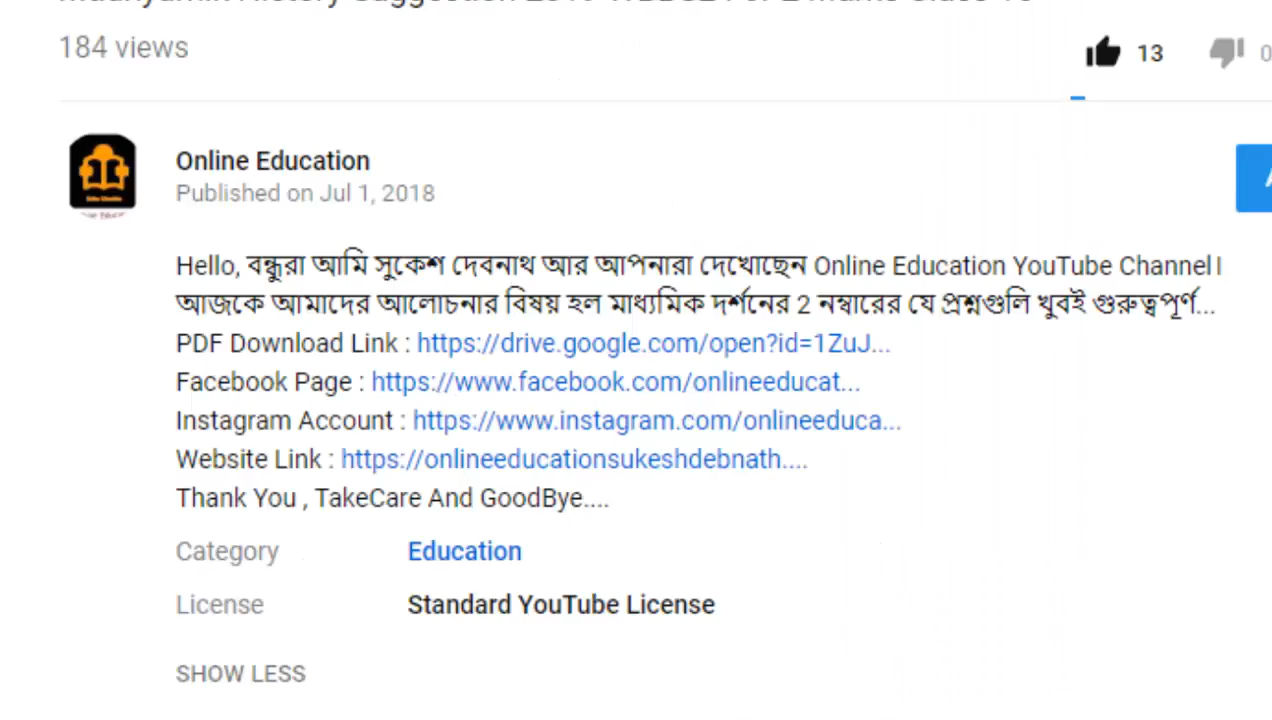 184 views
13
0
Online Education
Published on Jul 1, 2018
Hello, বন্ধুরা আমি সুকেশ দেবনাথ আর আপনারা দেখোছেন Online Education YouTube Channel।
আজকে আমাদের আলোচনার বিষয় হল মাধ্যমিক দর্শনের 2 নম্বারের যে প্রশ্নগুলি খুবই গুরুত্বপূর্ণ...
PDF Download Link : https://drive.google.com/open?id=1ZuJ...
Facebook Page : https://www.facebook.com/onlineeducat...
Instagram Account : https://www.instagram.com/onlineeduca...
Website Link : https://onlineeducationsukeshdebnath....
Thank You , TakeCare And GoodBye....
Category Education
License Standard YouTube License
SHOW LESS